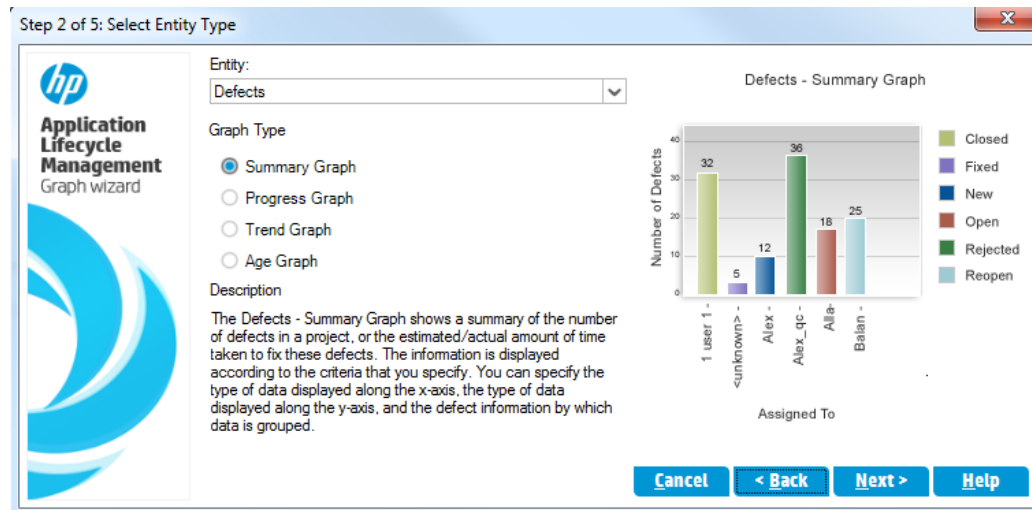 Step 2 of 5: Select Entity Type
x
hp
Application
Lifecycle
Management
Graph wizard
Entity:
Defects
Graph Type
Summary Graph
Progress Graph
Trend Graph
Age Graph
Description
The Defects - Summary Graph shows a summary of the number
of defects in a project, or the estimated/actual amount of time
taken to fix these defects. The information is displayed
according to the criteria that you specify. You can specify the
type of data displayed along the x-axis, the type of data
displayed along the y-axis, and the defect information by which
data is grouped.
Defects - Summary Graph
Number of Defects
40
30
20
10
0
32
5
12
36
18
25
1 user 1 -
<unknown> -
Alex -
Alex_qc -
Alla-
Balan -
Assigned To
Closed
Fixed
New
Open
Rejected
Reopen
Cancel
< Back
Next >
Help